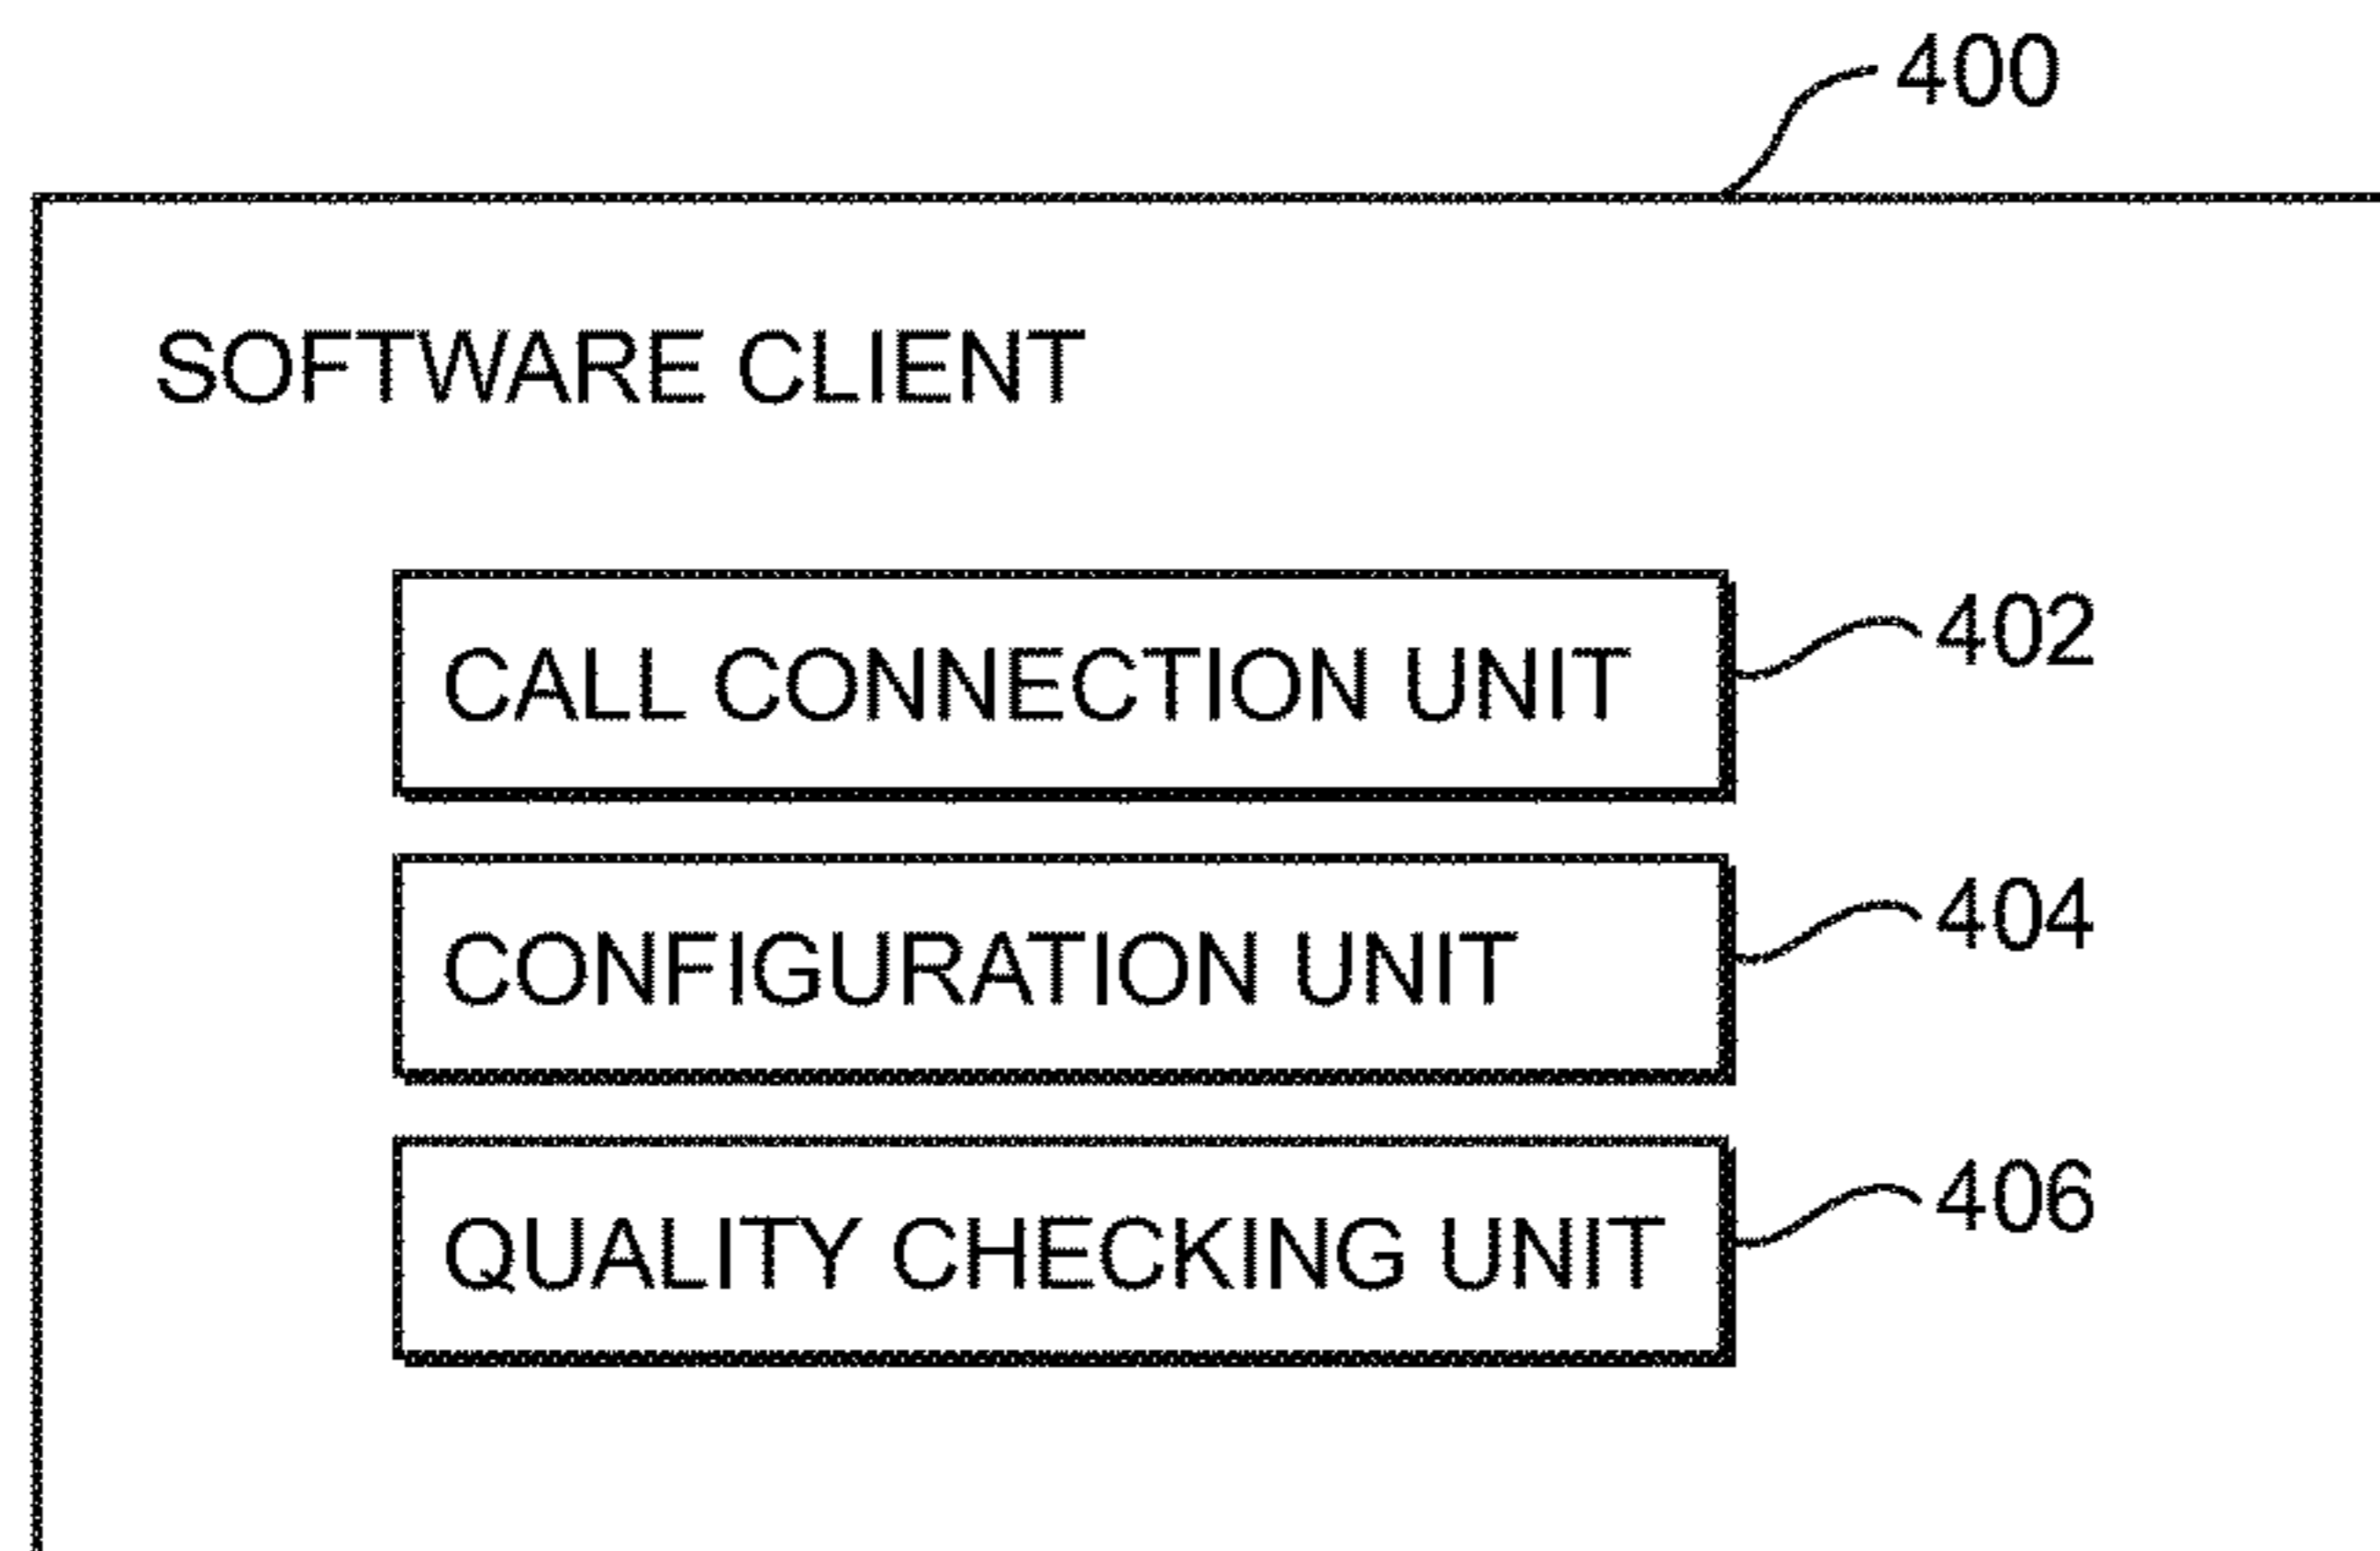 400
SOFTWARE CLIENT
CALL CONNECTION UNIT
402
CONFIGURATION UNIT
404
QUALITY CHECKING UNIT
406